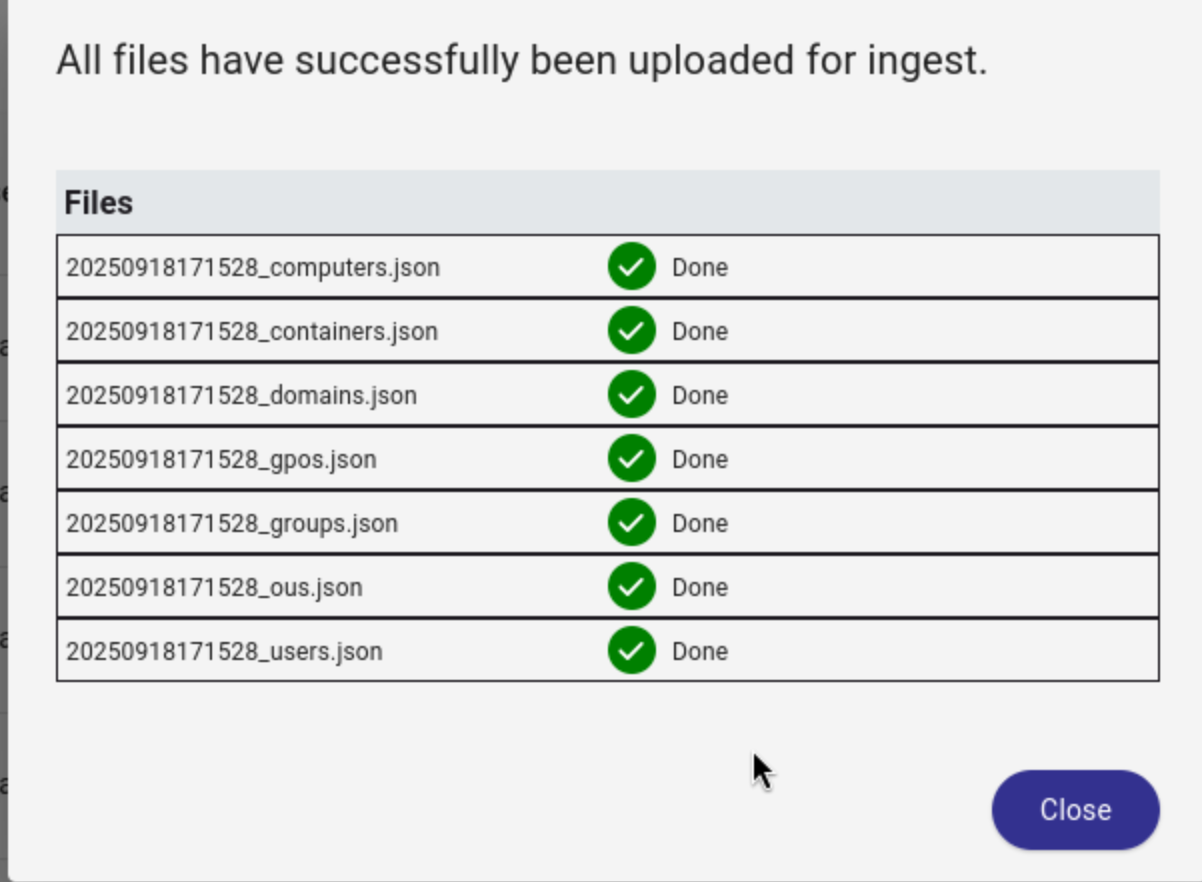 All files have successfully been uploaded for ingest.
Files
20250918171528_computers.json Done
20250918171528_containers.json Done
20250918171528_domains.json Done
20250918171528_gpos.json Done
20250918171528_groups.json Done
20250918171528_ous.json Done
20250918171528_users.json Done
Close